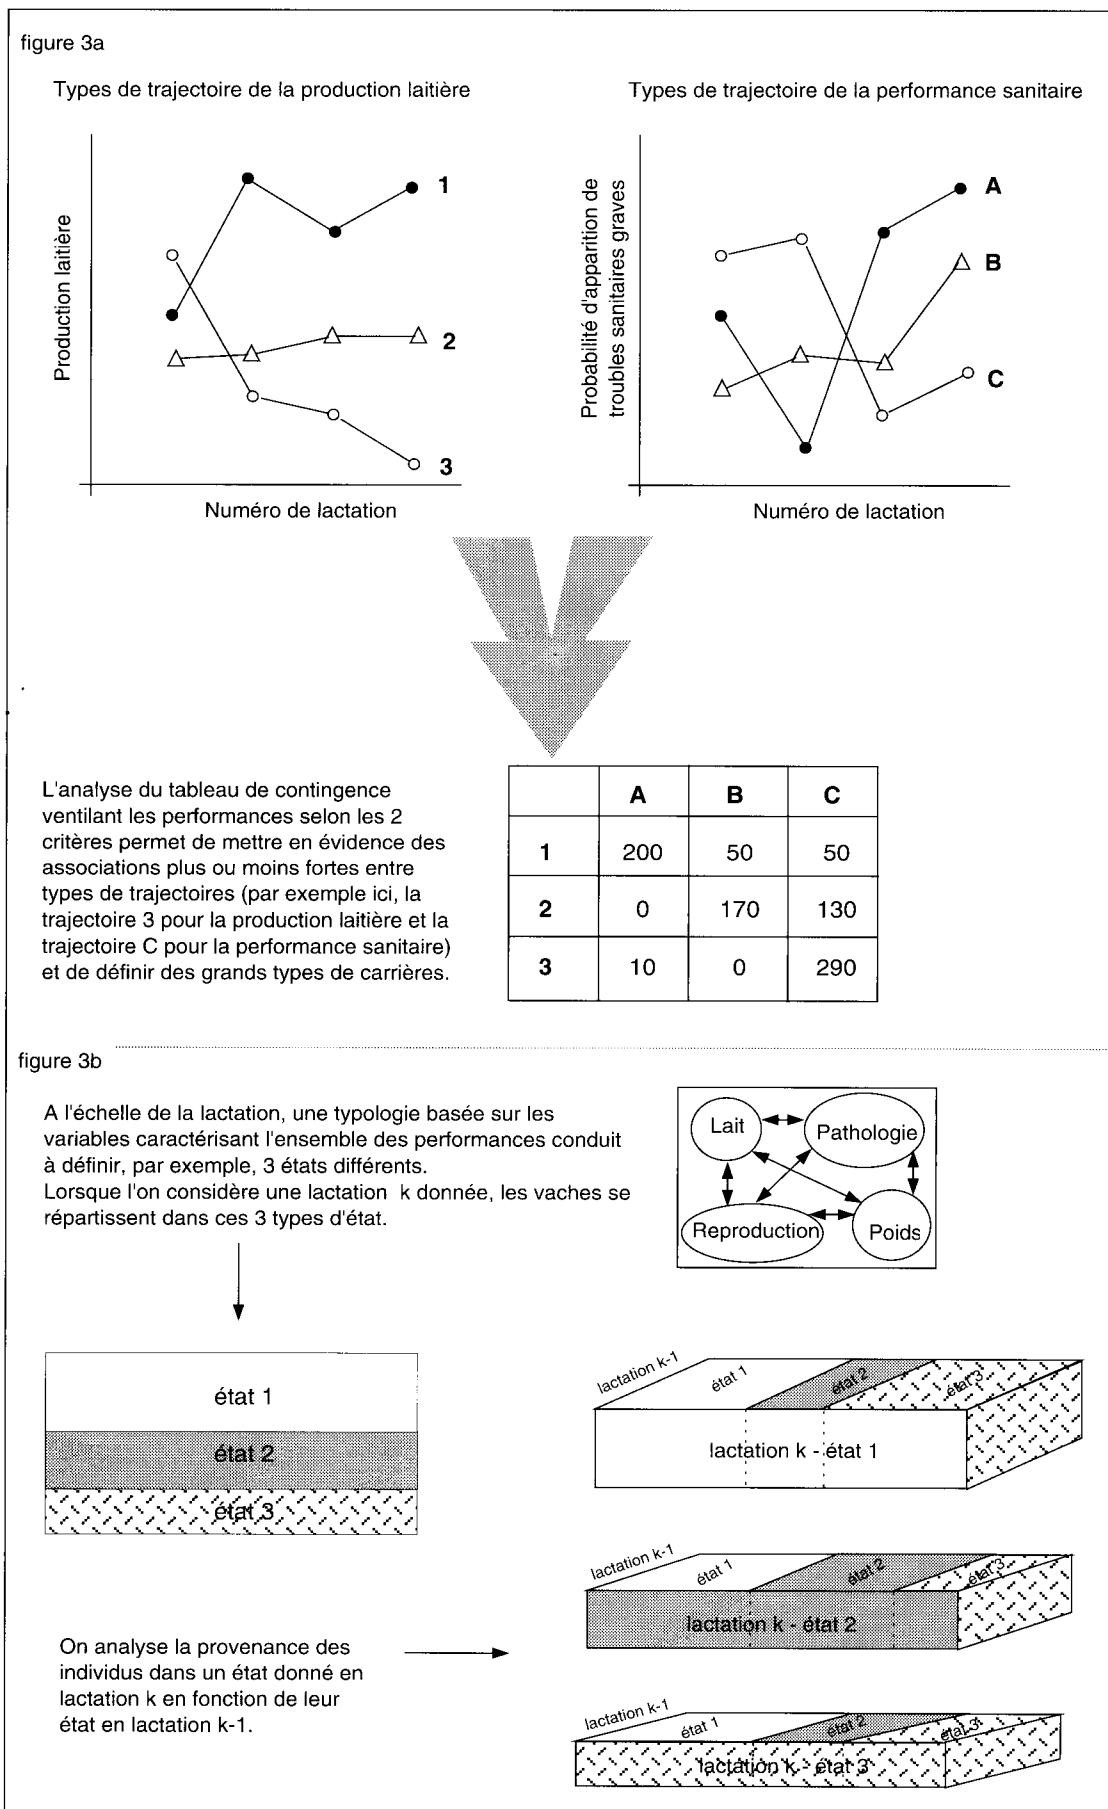 figure 3a
Types de trajectoire de la production laitière
Production laitière
1
2
3
Numéro de lactation
Types de trajectoire de la performance sanitaire
Probabilité d'apparition de
troubles sanitaires graves
A
B
C
Numéro de lactation
L'analyse du tableau de contingence
ventilant les performances selon les 2
critères permet de mettre en évidence des
associations plus ou moins fortes entre
types de trajectoires (par exemple ici, la
trajectoire 3 pour la production laitière et la
trajectoire C pour la performance sanitaire)
et de définir des grands types de carrières.
A B C
1 200 50 50
2 0 170 130
3 10 0 290
figure 3b
A l'échelle de la lactation, une typologie basée sur les
variables caractérisant l'ensemble des performances conduit
à définir, par exemple, 3 états différents.
Lorsque l'on considère une lactation k donnée, les vaches se
répartissent dans ces 3 types d'état.
Lait
Pathologie
Reproduction
Poids
état 1
état 2
état 3
lactation k-1
état 1
état 2
état 3
lactation k - état 1
lactation k-1
état 1
état 2
état 3
lactation k - état 2
On analyse la provenance des
individus dans un état donné en
lactation k en fonction de leur
état en lactation k-1.
lactation k-1
état 1
état 2
état 3
lactation k - état 3